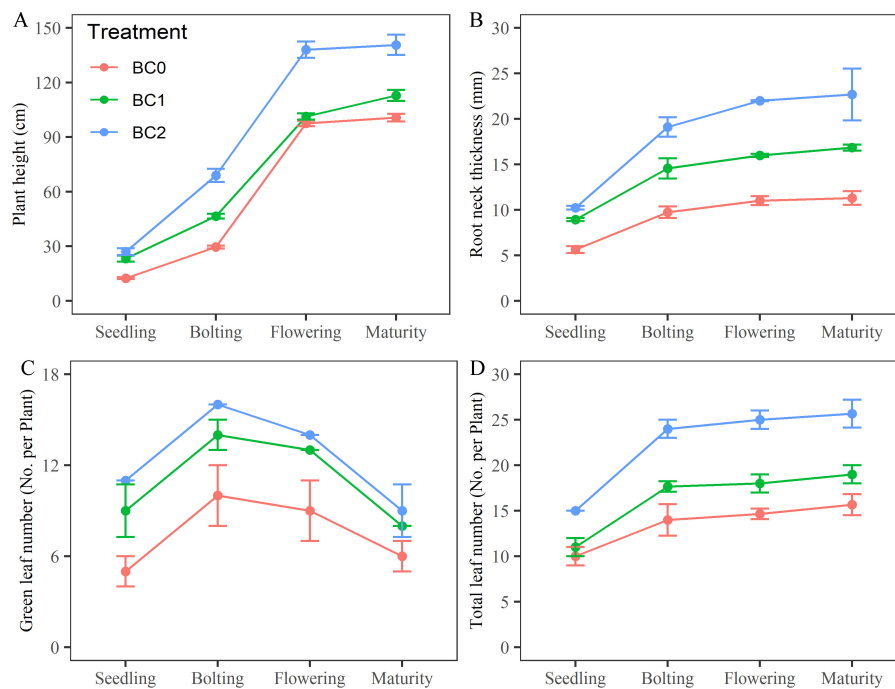 A
Plant height (cm)
150
120
90
60
30
0
Treatment
BC0
BC1
BC2
Seedling Bolting Flowering Maturity
B
Root neck thickness (mm)
30
25
20
15
10
5
0
Seedling Bolting Flowering Maturity
C
Green leaf number (No. per Plant)
18
12
6
0
Seedling Bolting Flowering Maturity
D
Total leaf number (No. per Plant)
30
25
20
15
10
5
0
Seedling Bolting Flowering Maturity